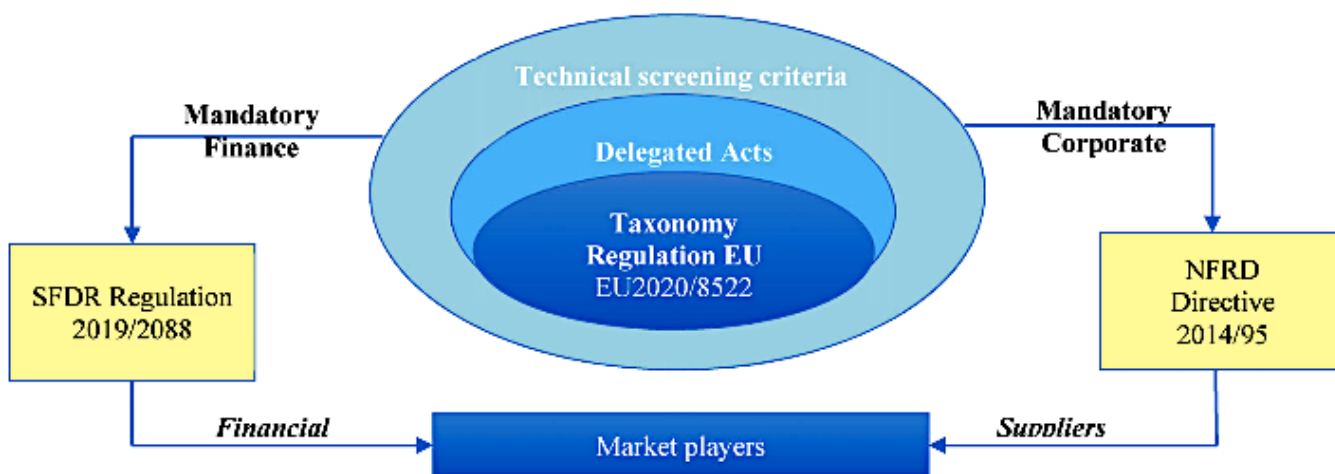 Technical screening criteria
Mandatory
Finance
Mandatory
Corporate
Delegated Acts
Taxonomy
Regulation EU
EU2020/8522
SFDR Regulation
2019/2088
NFRD
Directive
2014/95
Financial
Market players
Suppliers